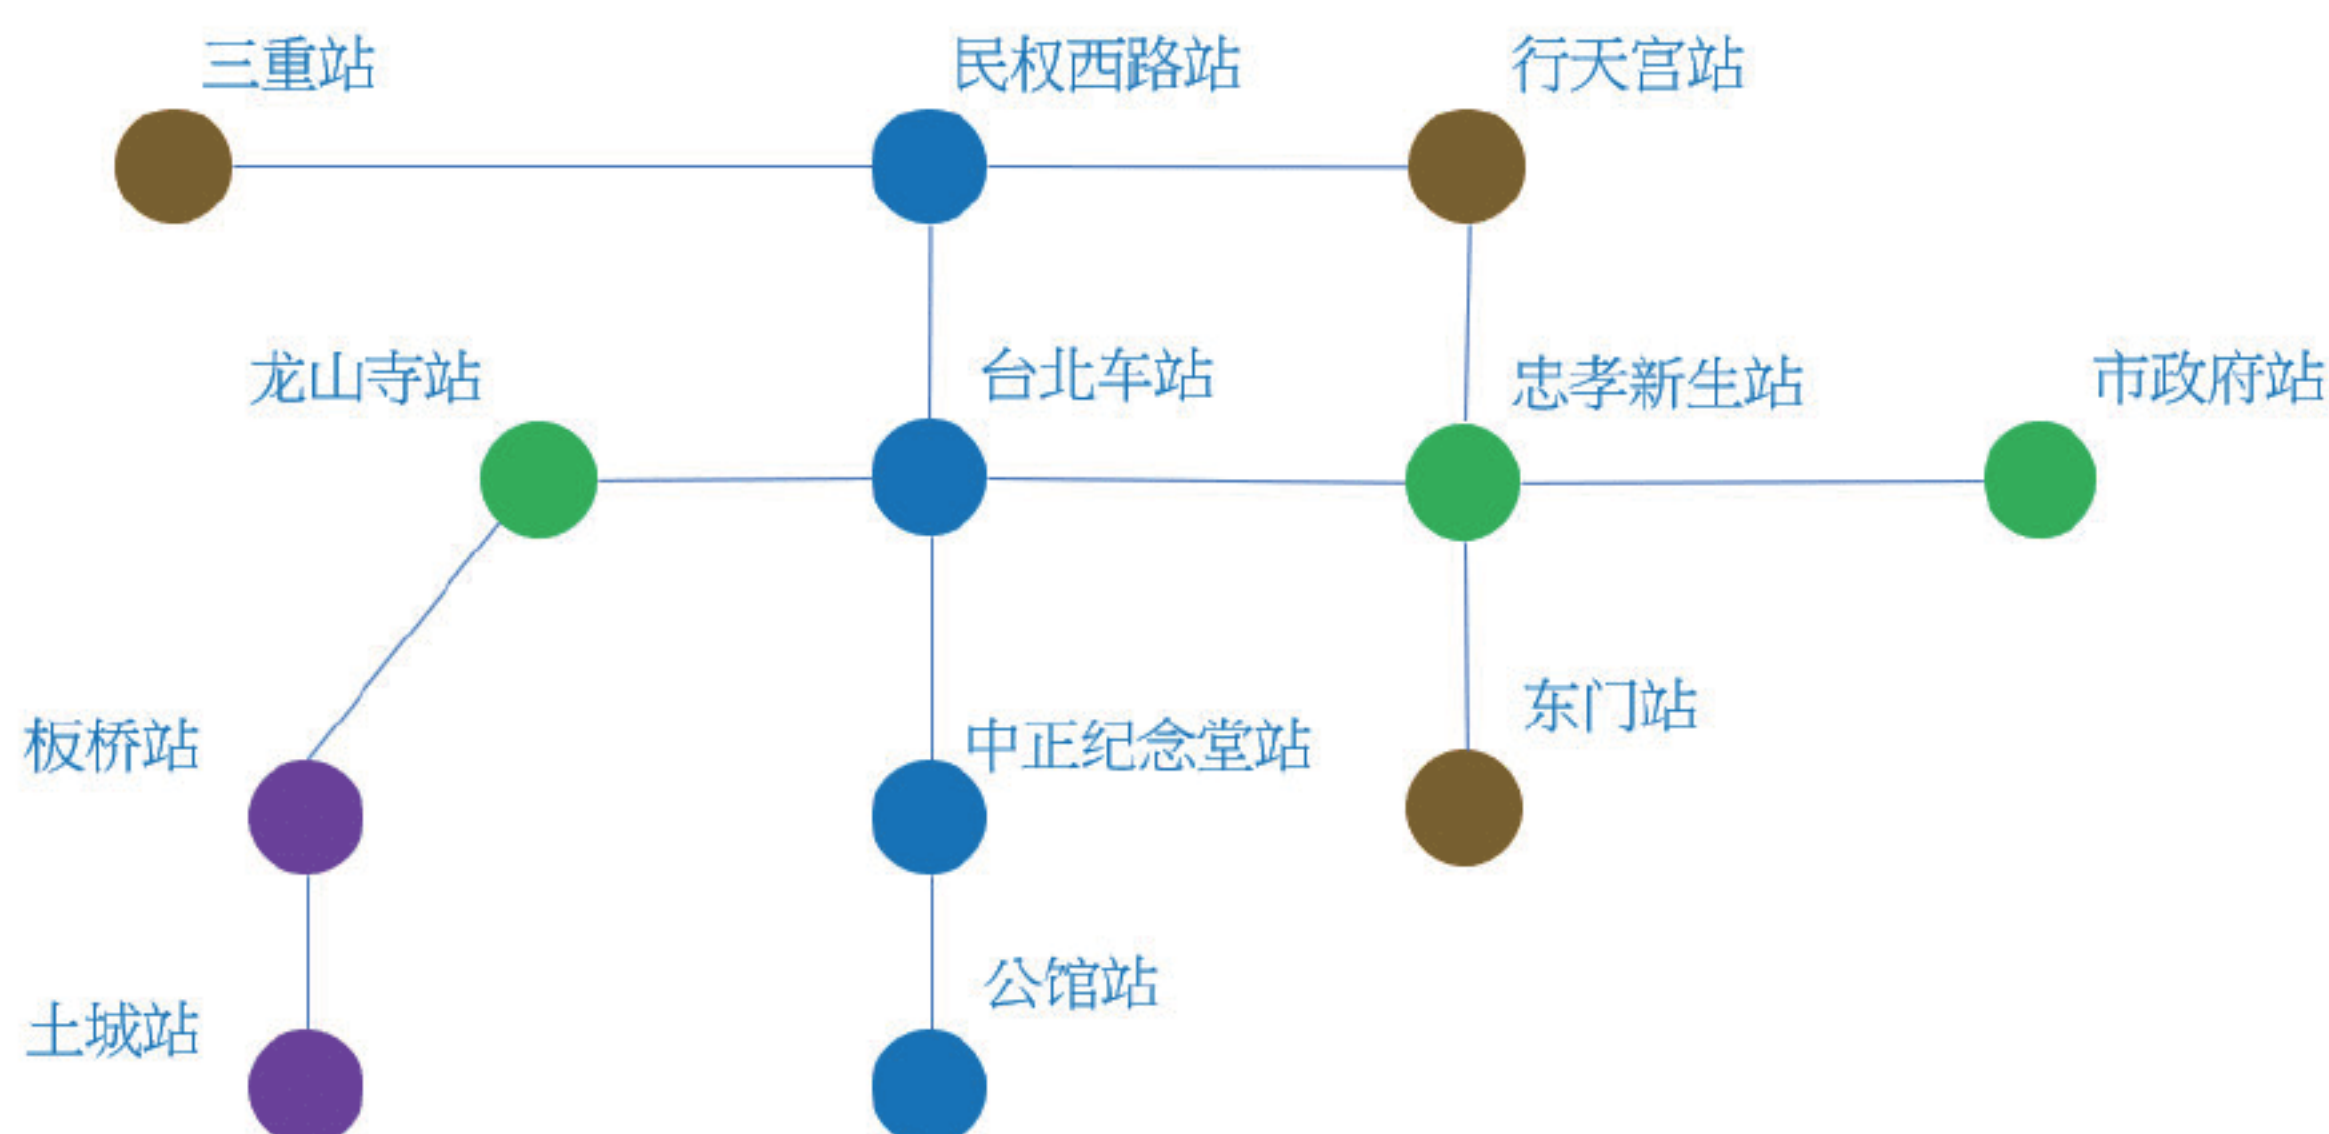 三重站
民权西路站
行天宫站
龙山寺站
台北车站
忠孝新生站
市政府站
板桥站
中正纪念堂站
东门站
土城站
公馆站